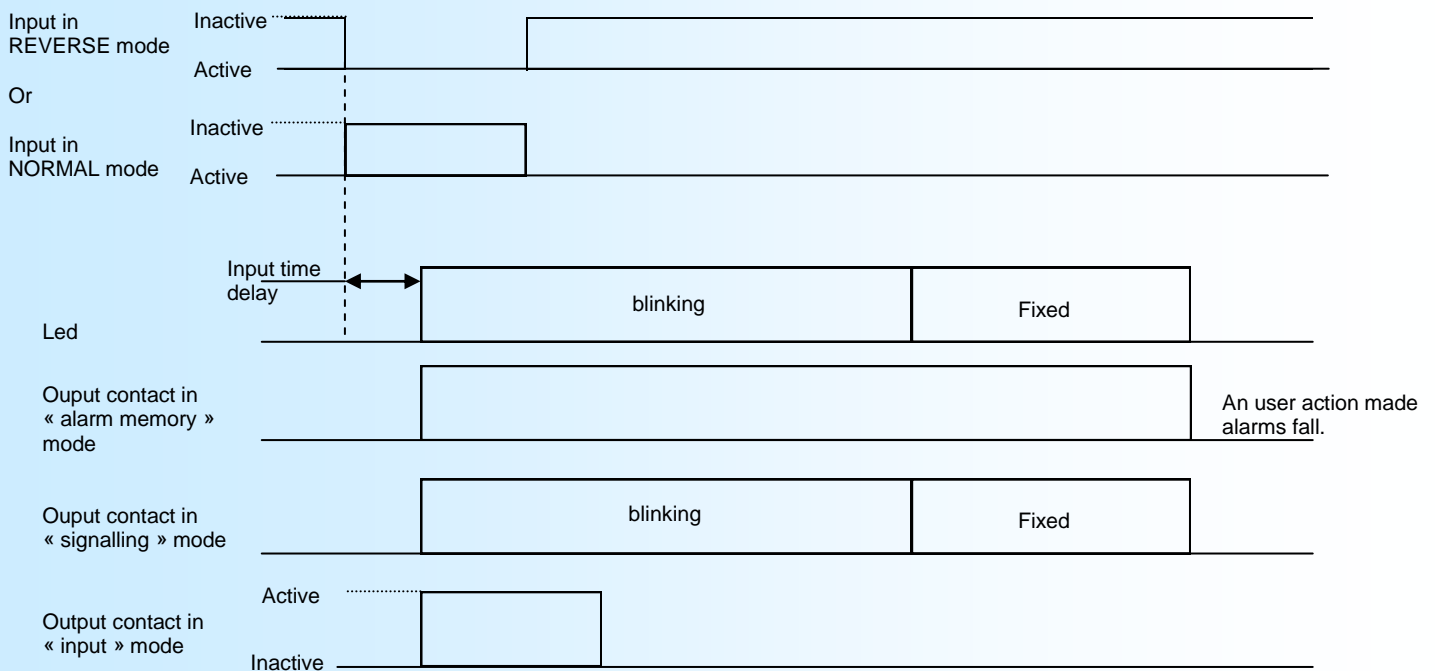 Input in
REVERSE mode
Inactive
Active
Or
Input in
NORMAL mode
Inactive
Active
Input time
delay
Led
blinking
Fixed
Ouput contact in
« alarm memory »
mode
An user action made
alarms fall.
Ouput contact in
« signalling » mode
blinking
Fixed
Output contact in
« input » mode
Active
Inactive